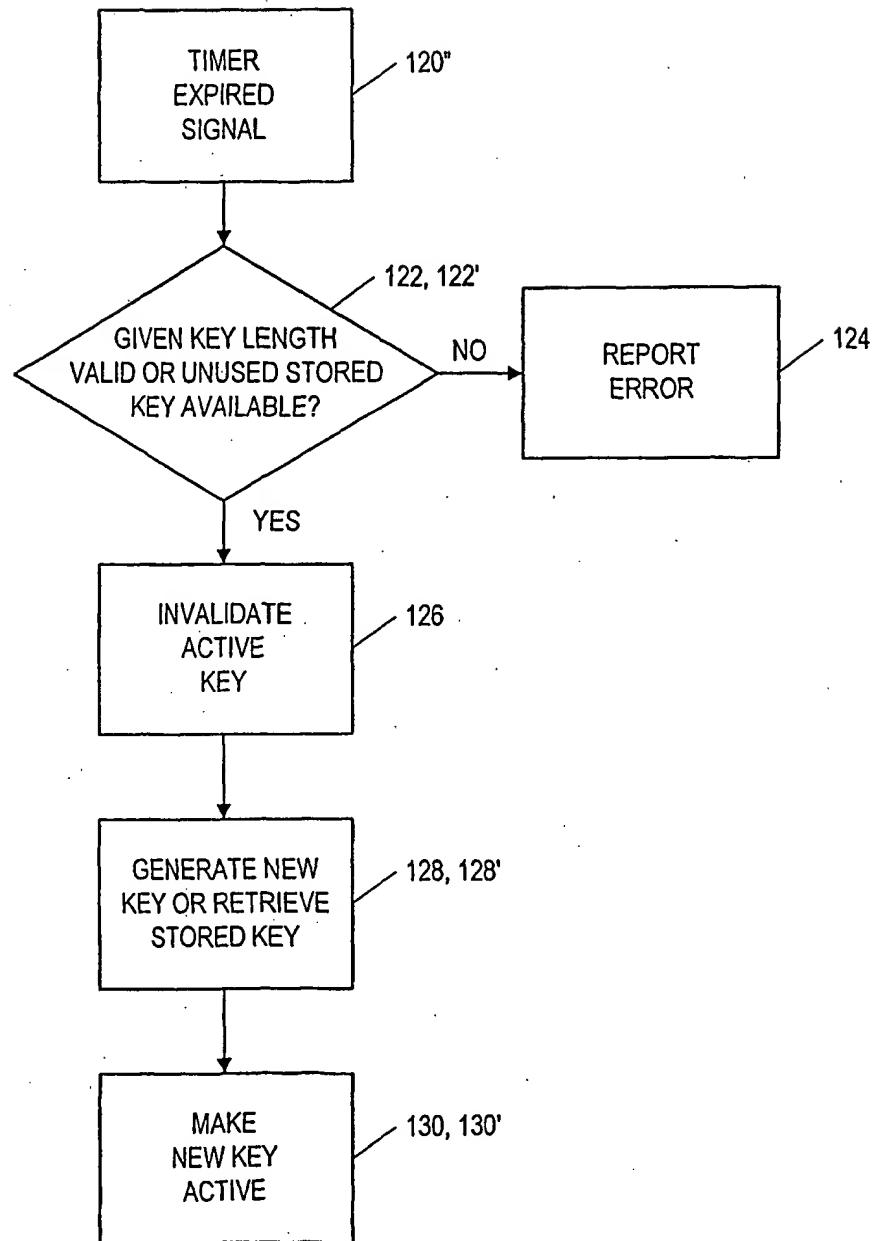 TIMER
EXPIRED
SIGNAL
120"
122, 122'
GIVEN KEY LENGTH
VALID OR UNUSED STORED
KEY AVAILABLE?
NO
REPORT
ERROR
124
YES
INVALIDATE
ACTIVE
KEY
126
GENERATE NEW
KEY OR RETRIEVE
STORED KEY
128, 128'
MAKE
NEW KEY
ACTIVE
130, 130'